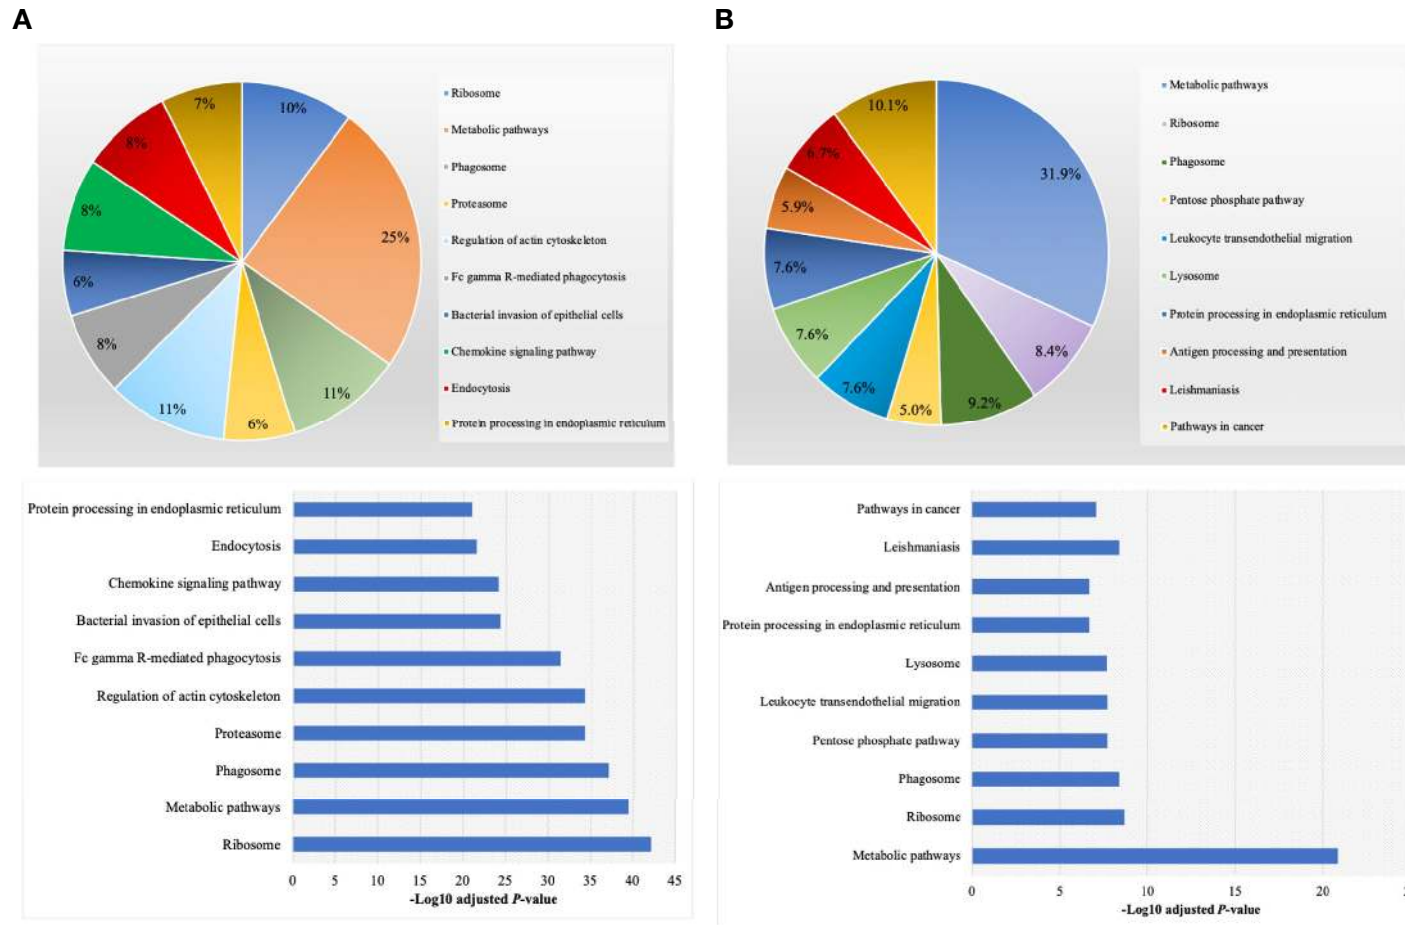 A
B
7%
10%
8%
25%
8%
6%
8%
11%
6%
11%
Ribosome
Metabolic pathways
Phagosome
Proteasome
Regulation of actin cytoskeleton
Fc gamma R-mediated phagocytosis
Bacterial invasion of epithelial cells
Chemokine signaling pathway
Endocytosis
Protein processing in endoplasmic reticulum
10.1%
31.9%
6.7%
5.9%
7.6%
7.6%
7.6%
5.0%
9.2%
8.4%
Metabolic pathways
Ribosome
Phagosome
Pentose phosphate pathway
Leukocyte transendothelial migration
Lysosome
Protein processing in endoplasmic reticulum
Antigen processing and presentation
Leishmaniasis
Pathways in cancer
Protein processing in endoplasmic reticulum
Endocytosis
Chemokine signaling pathway
Bacterial invasion of epithelial cells
Fc gamma R-mediated phagocytosis
Regulation of actin cytoskeleton
Proteasome
Phagosome
Metabolic pathways
Ribosome
0 5 10 15 20 25 30 35 40 45
-Log10 adjusted P-value
Pathways in cancer
Leishmaniasis
Antigen processing and presentation
Protein processing in endoplasmic reticulum
Lysosome
Leukocyte transendothelial migration
Pentose phosphate pathway
Phagosome
Ribosome
Metabolic pathways
0 5 10 15 20
-Log10 adjusted P-value